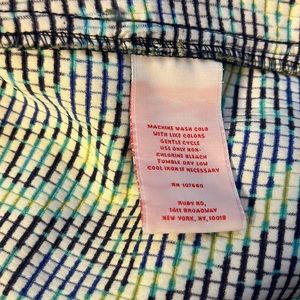 MACHINE WASH COLD
WITH LIKE COLORS
GENTLE CYCLE
USE ONLY NON-
CHLORINE BLEACH
TUMBLE DRY LOW
COOL IRON IF NECESSARY
RN
RUBY RD,
1411 BROADWAY
NEW YORK, NY, 10018